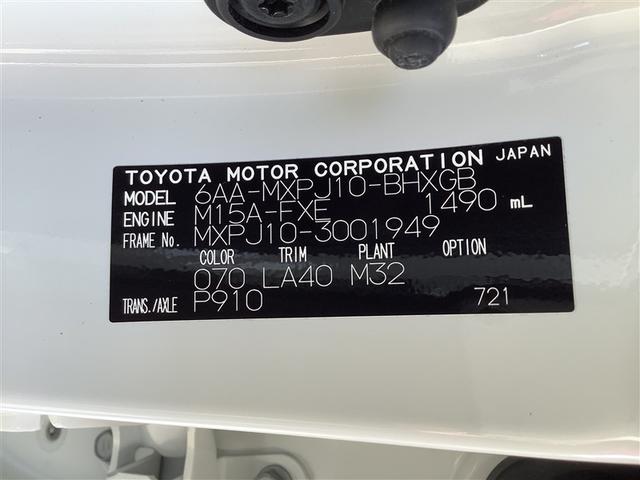 TOYOTA MOTOR CORPORATION JAPAN
MODEL 6AA-MXPJ10-BHXGB
ENGINE M15A-FXE 1490 mL
FRAME No. MXPJ10-3001949
COLOR TRIM PLANT OPTION
070 LA40 M32
TRANS./AXLE P910 721